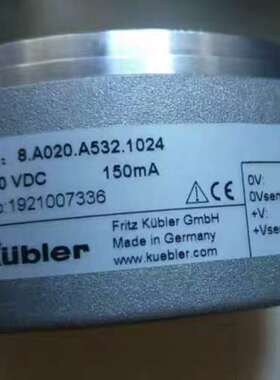 : 8.A020.A532.1024
0 VDC 150mA
o:1921007336
Kübler
Fritz Kübler GmbH
Made in Germany
www.kuebler.com
0V:
0Vsen
+V:
+Vse